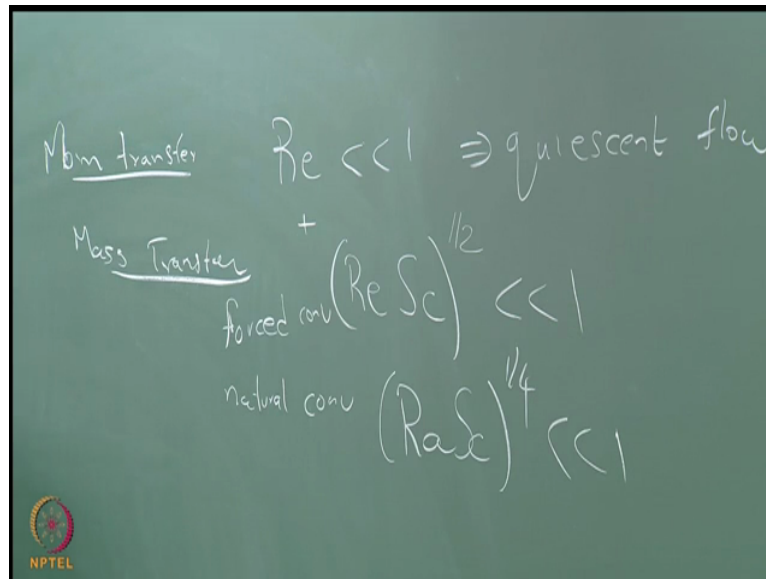 Mom transfer Re <<1 ⇒ quiescent flow
+
Mass Transfer
forced conv (Re Sc)^1/2 <<1
natural conv (Ra Sc)^1/4 <<1
NPTEL